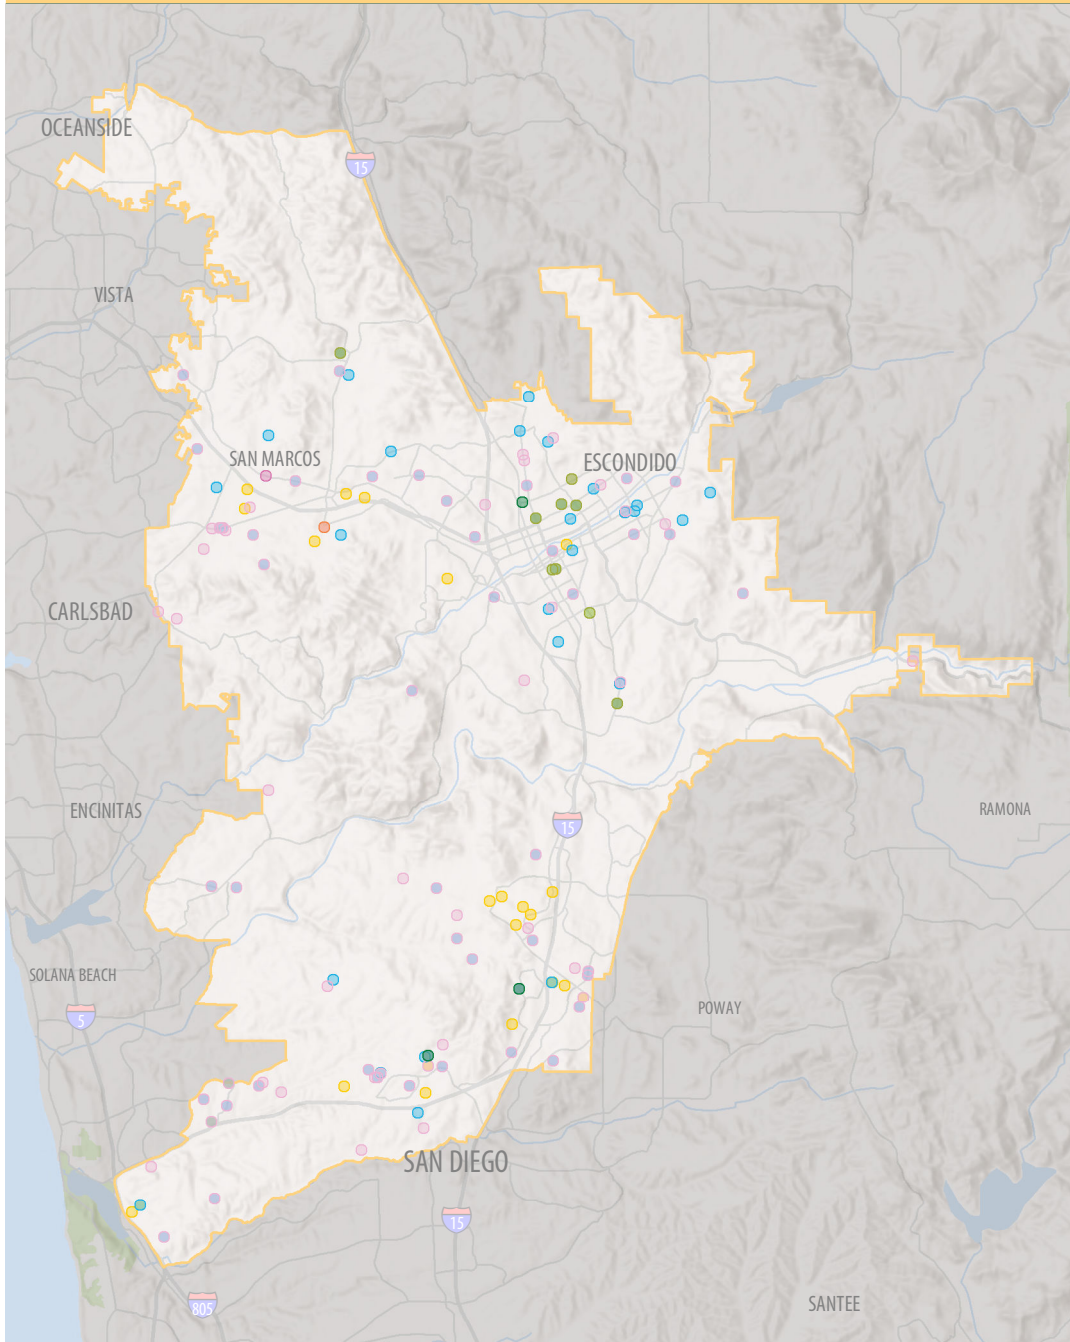 OCEANSIDE
15
VISTA
SAN MARCOS
ESCONDIDO
CARLSBAD
ENCINITAS
RAMONA
15
SOLANA BEACH
5
POWAY
SAN DIEGO
15
805
SANTEE